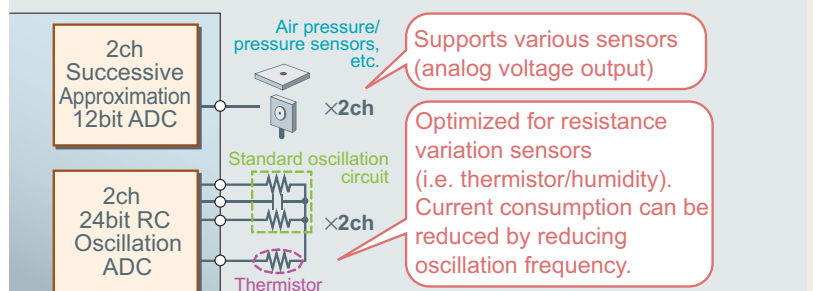 2ch
Successive
Approximation
12bit ADC
Air pressure/
pressure sensors,
etc.
×2ch
Supports various sensors
(analog voltage output)
2ch
24bit RC
Oscillation
ADC
Standard oscillation
circuit
×2ch
Thermistor
Optimized for resistance
variation sensors
(i.e. thermistor/humidity).
Current consumption can be
reduced by reducing
oscillation frequency.